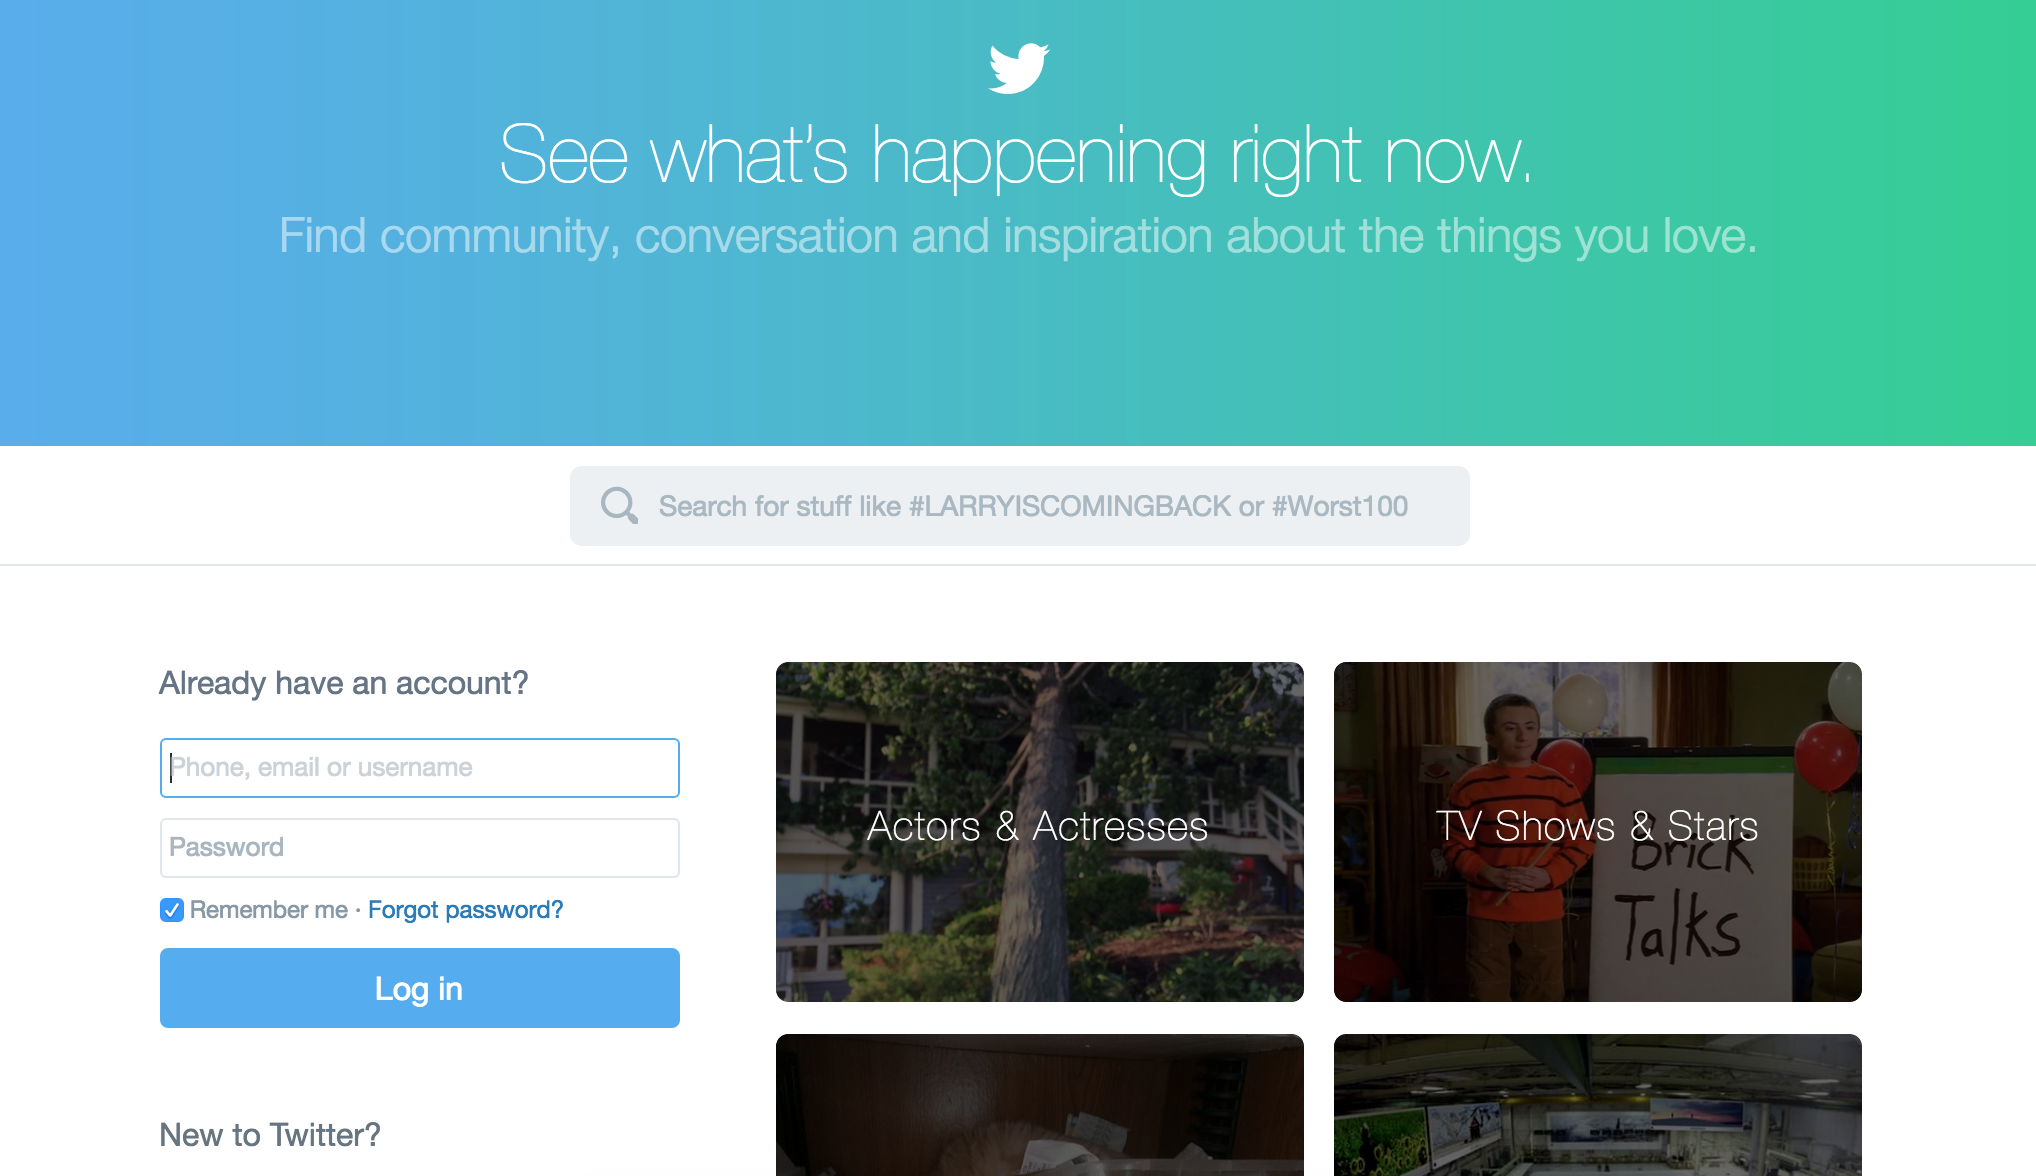 See what's happening right now.
Find community, conversation and inspiration about the things you love.
Search for stuff like #LARRYISCOMINGBACK or #Worst100
Already have an account?
Phone, email or username
Password
Remember me · Forgot password?
Log in
New to Twitter?
Actors & Actresses
TV Shows & Stars
Brick
Talks